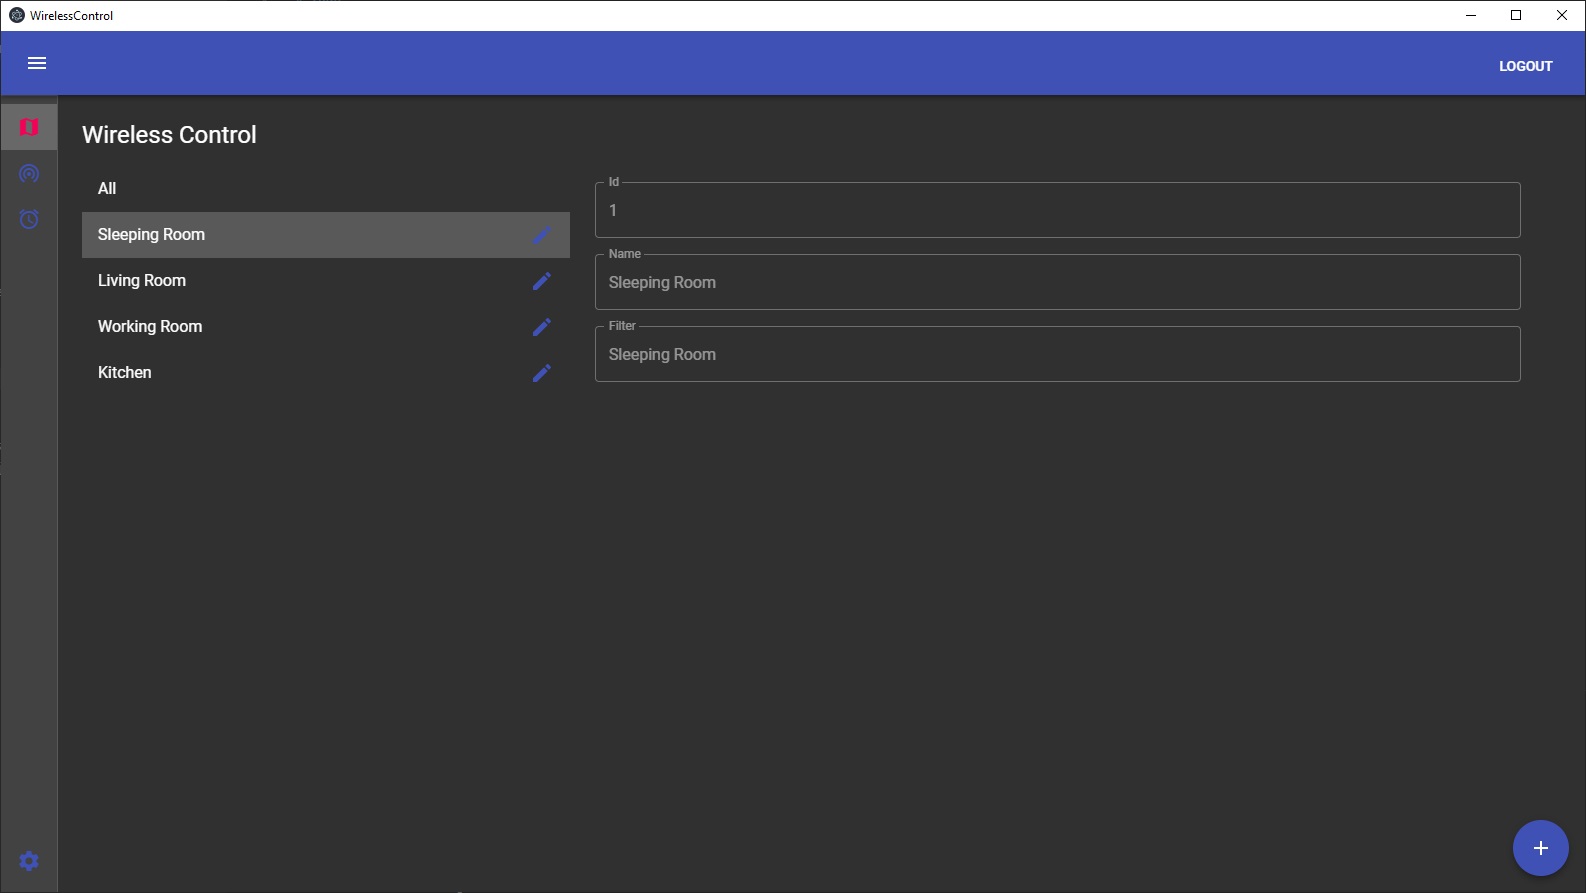 WirelessControl
LOGOUT
Wireless Control
All
Sleeping Room
Living Room
Working Room
Kitchen
Id
1
Name
Sleeping Room
Filter
Sleeping Room